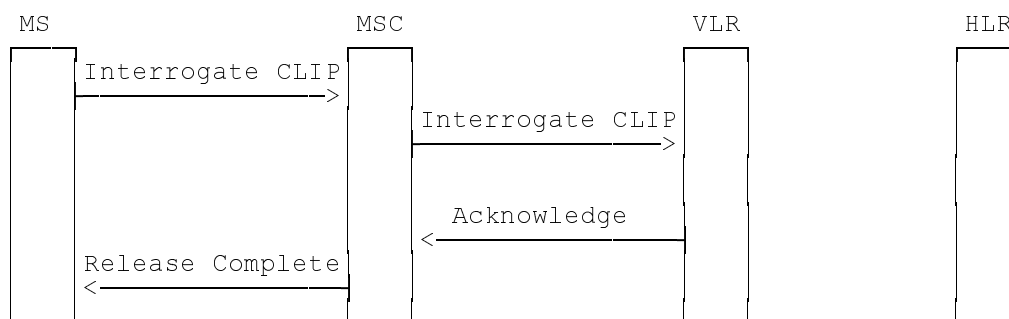 MS MSC VLR HLR
Interrogate CLIP
Interrogate CLIP
Acknowledge
Release Complete